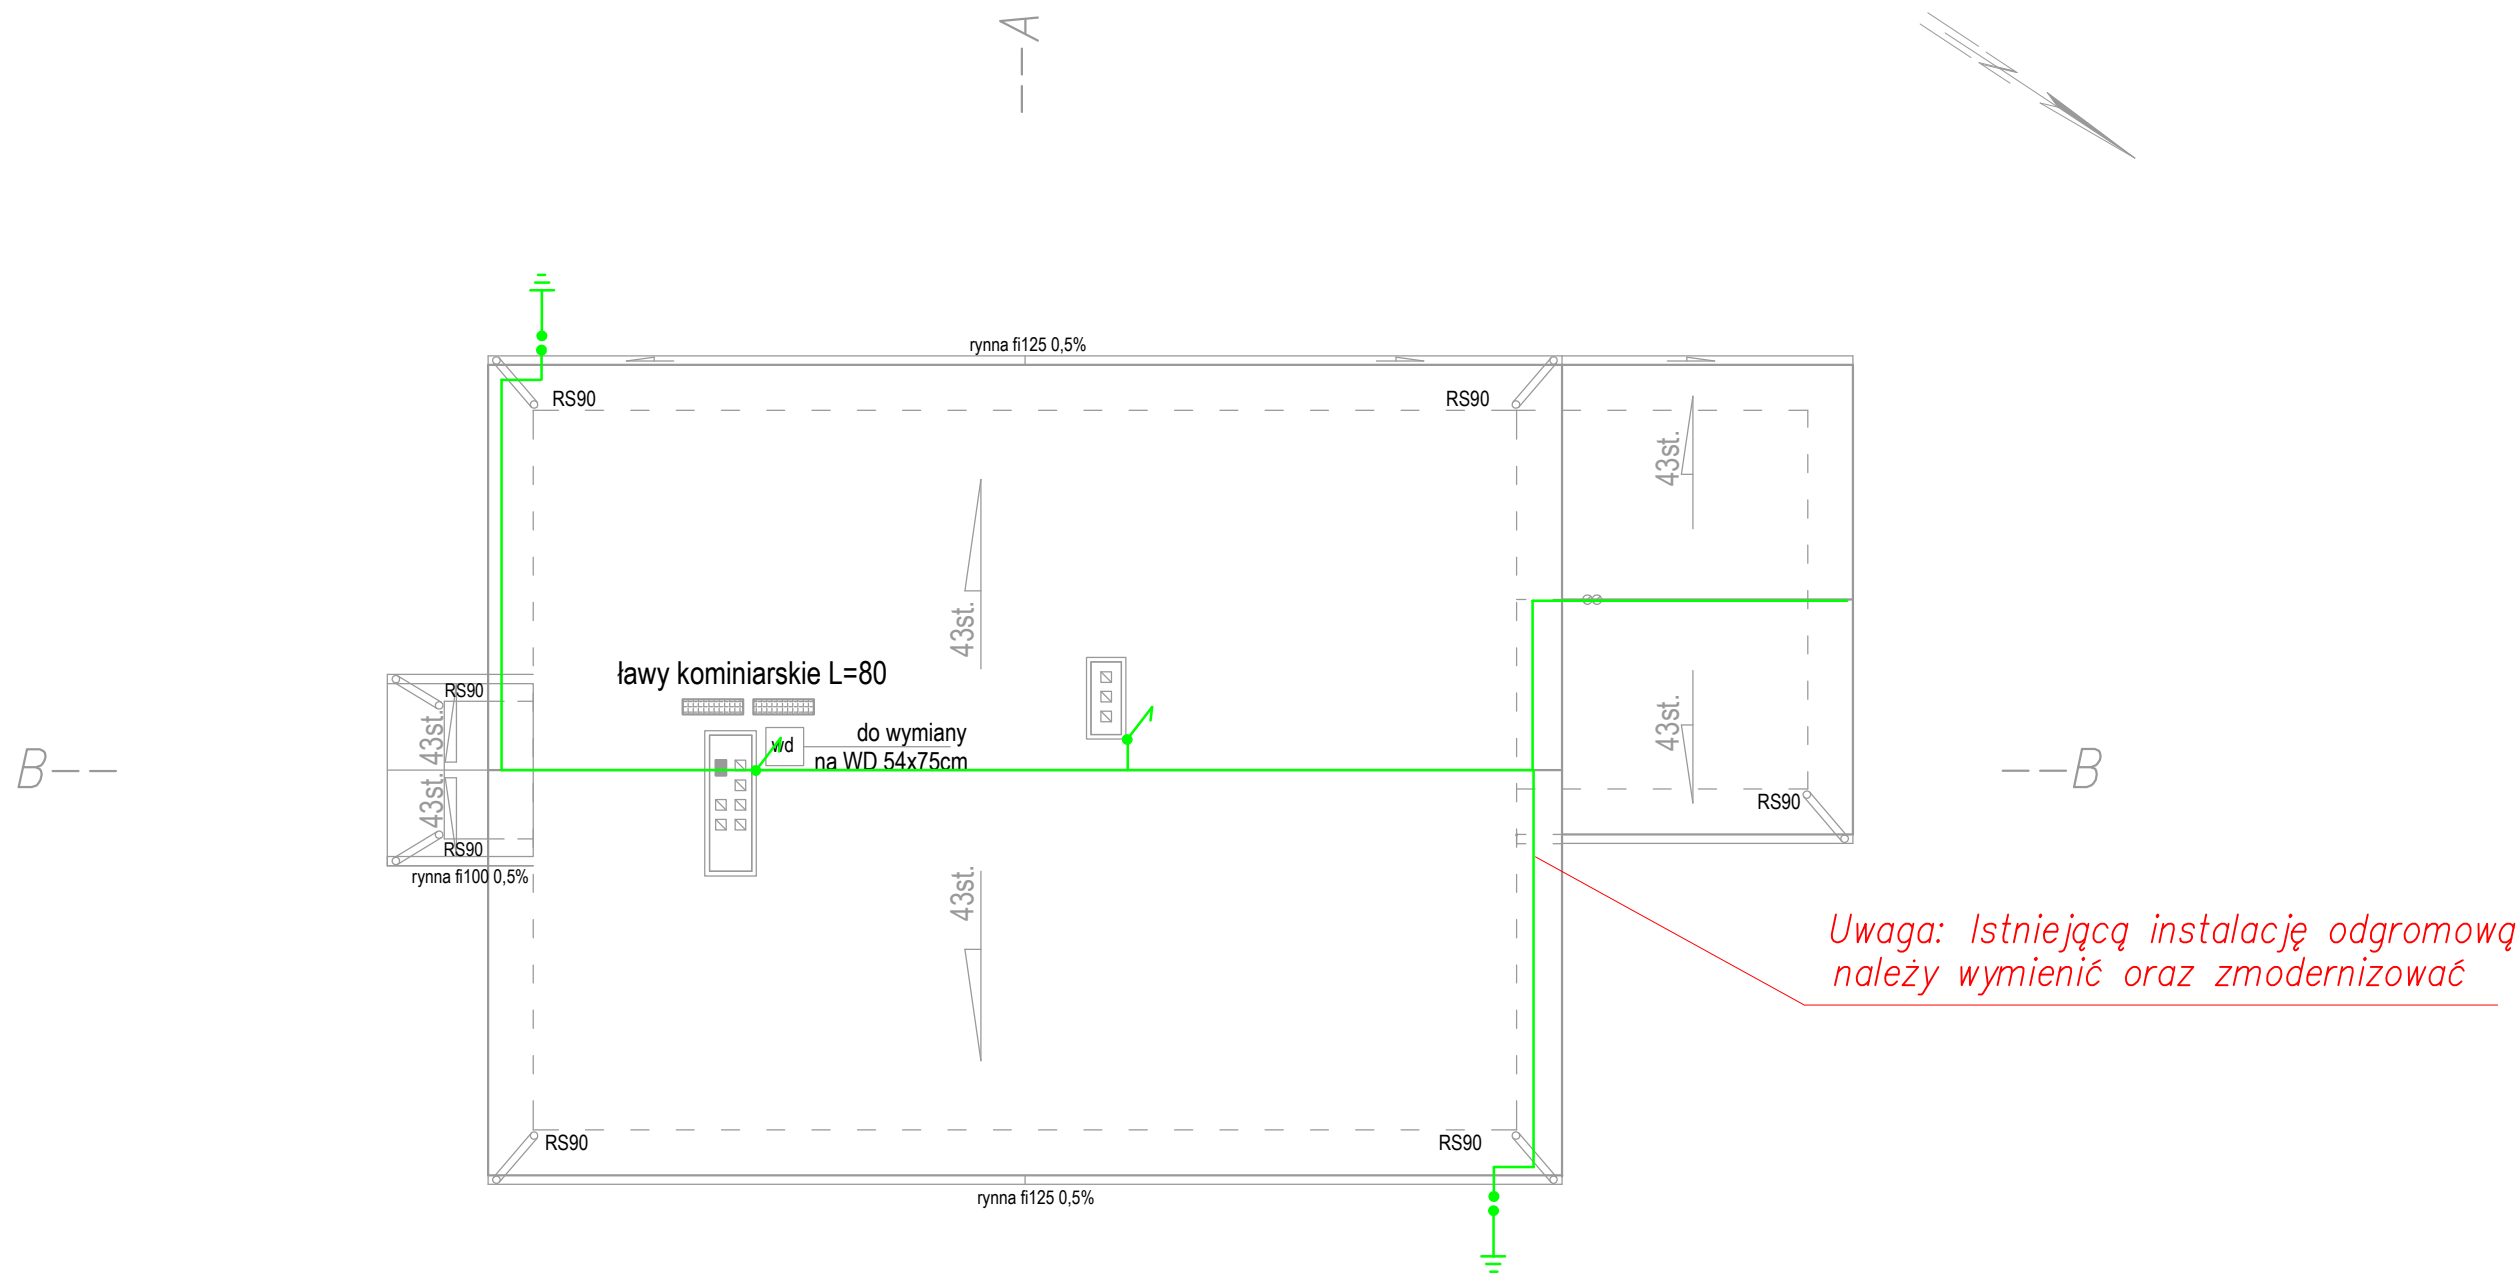 A
N
rynna fi125 0,5%
RS90
RS90
43st.
43st.
ławy kominiarskie L=80
RS90
43st.
43st.
wd
do wymiany
na WD 54x75cm
B
B
43st.
RS90
RS90
rynna fi100 0,5%
43st.
Uwaga: Istniejącą instalację odgromową
należy wymienić oraz zmodernizować
RS90
RS90
rynna fi125 0,5%